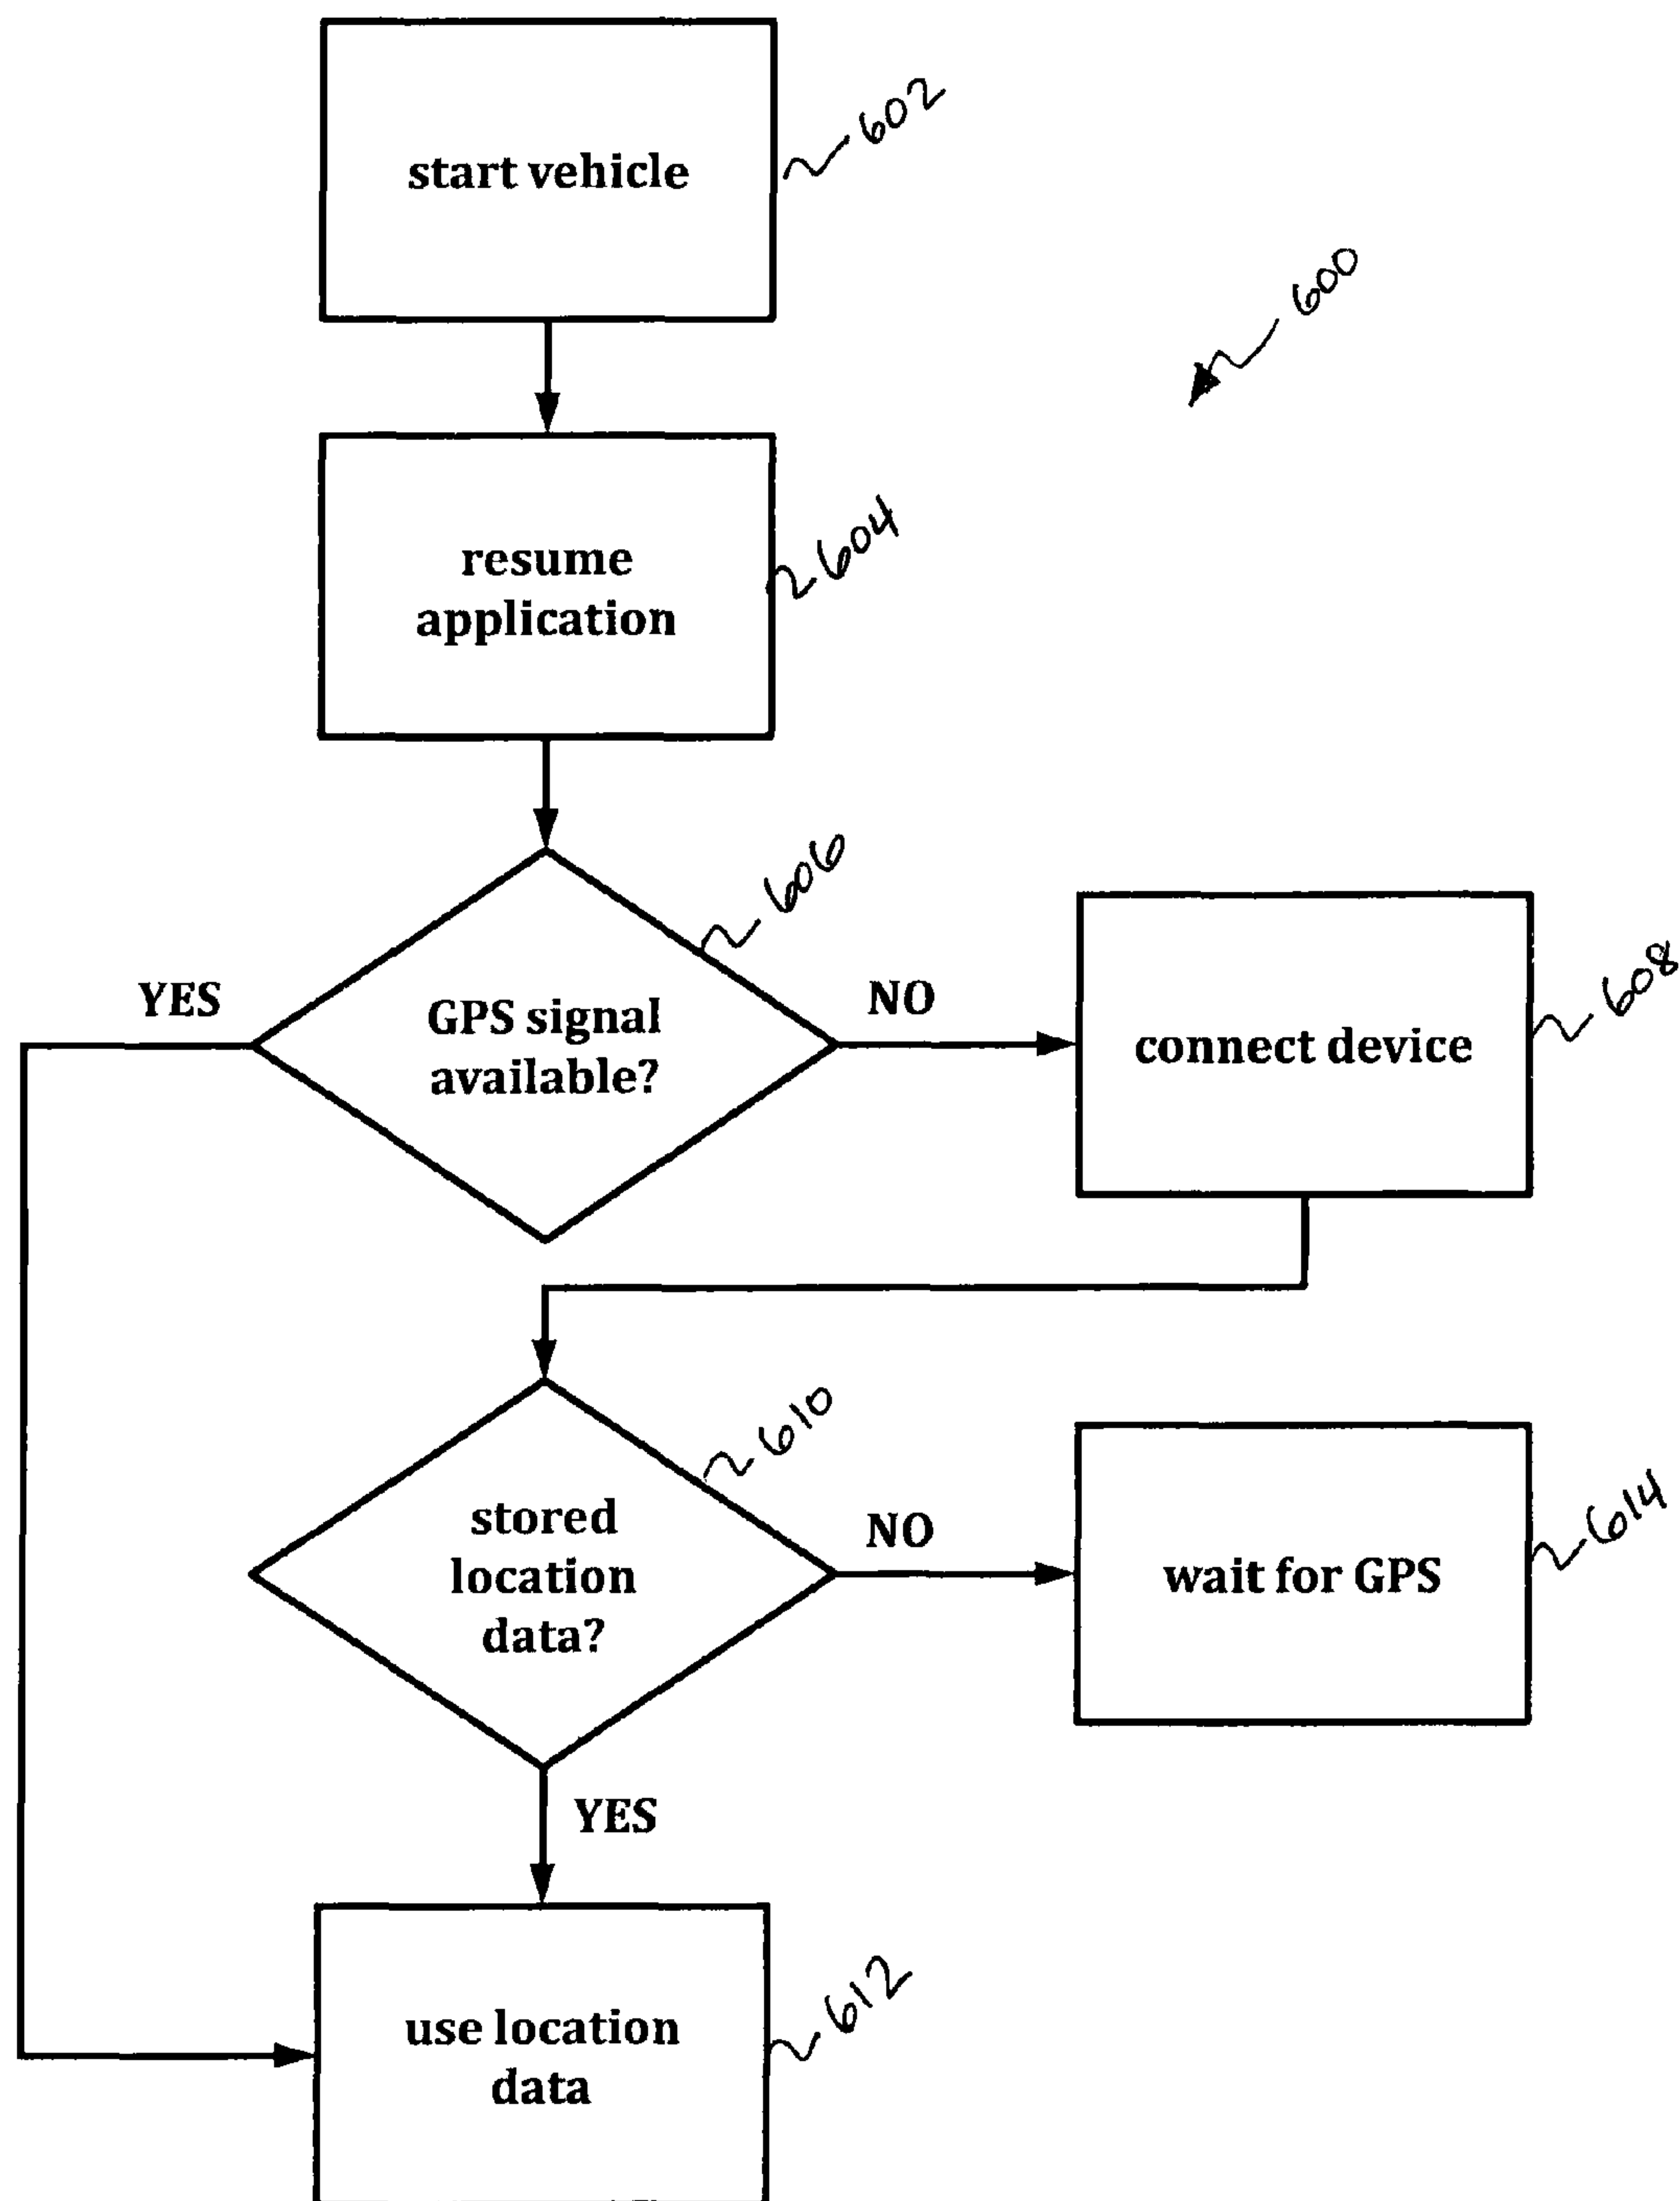 start vehicle
602
600
resume
application
604
606
YES
GPS signal
available?
NO
connect device
608
610
stored
location
data?
NO
wait for GPS
614
YES
use location
data
612